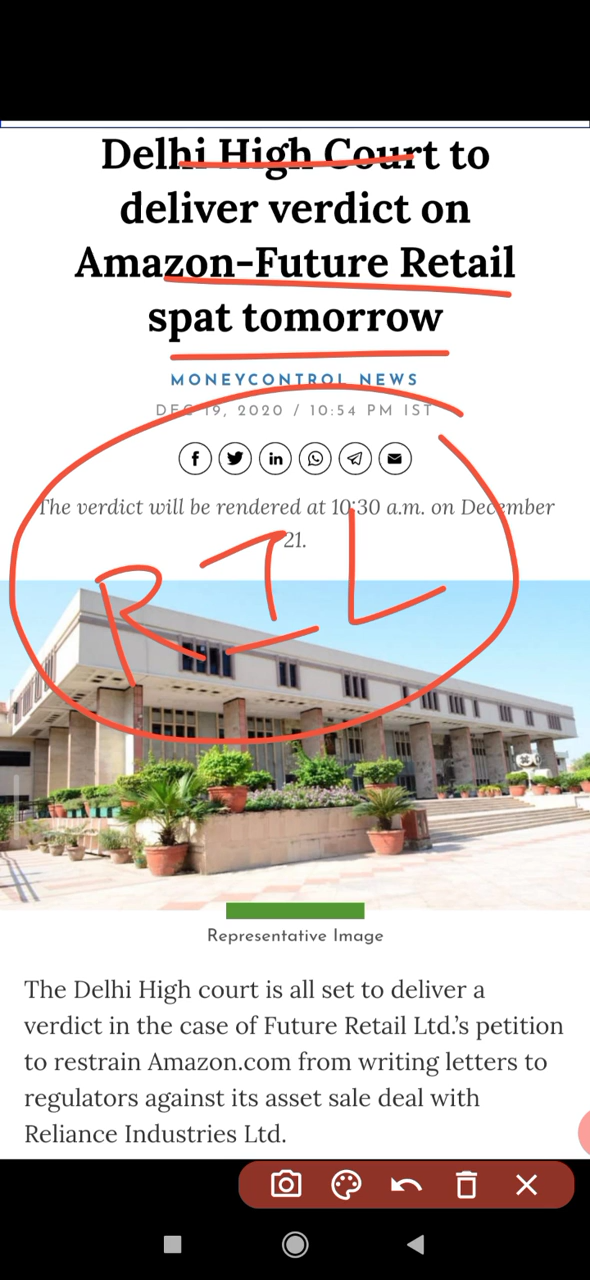 Delhi High Court to
deliver verdict on
Amazon-Future Retail
spat tomorrow
MONEYCONTROL NEWS
DEC 19, 2020 / 10:54 PM IST
The verdict will be rendered at 10:30 a.m. on December
21.
RIL
Representative Image
The Delhi High court is all set to deliver a
verdict in the case of Future Retail Ltd.'s petition
to restrain Amazon.com from writing letters to
regulators against its asset sale deal with
Reliance Industries Ltd.